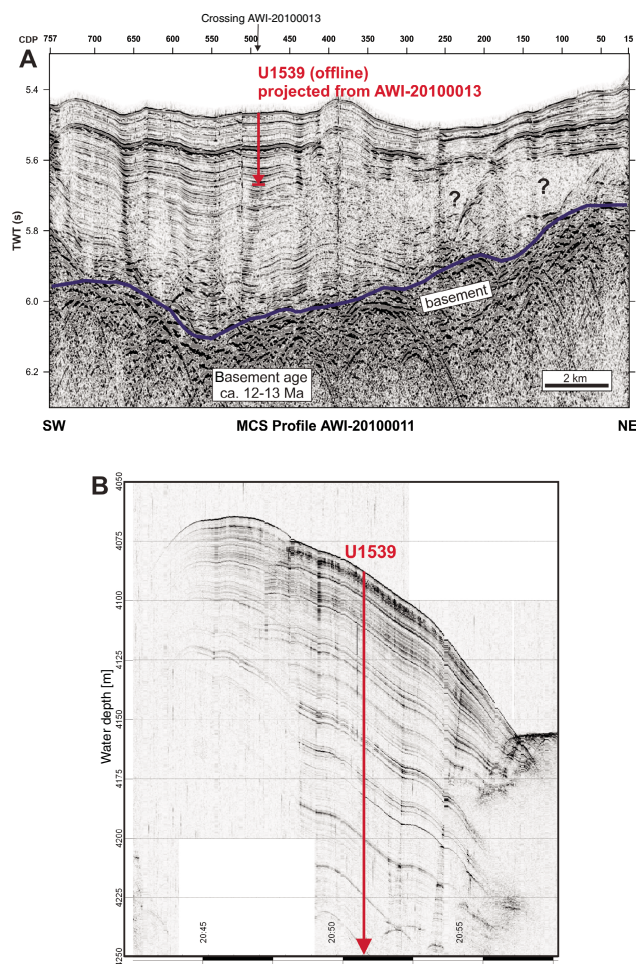 Crossing AWI-20100013
CDP 757 700 650 600 550 500 450 400 350 300 250 200 150 100 50 15
A
U1539 (offline)
projected from AWI-20100013
5.4
5.6
5.8
6.0
6.2
TWT (s)
?
?
basement
Basement age
ca. 12-13 Ma
2 km
SW MCS Profile AWI-20100011 NE
B
U1539
4050
4075
4100
4125
4150
4175
4200
4225
4250
Water depth [m]
20:45
20:50
20:55